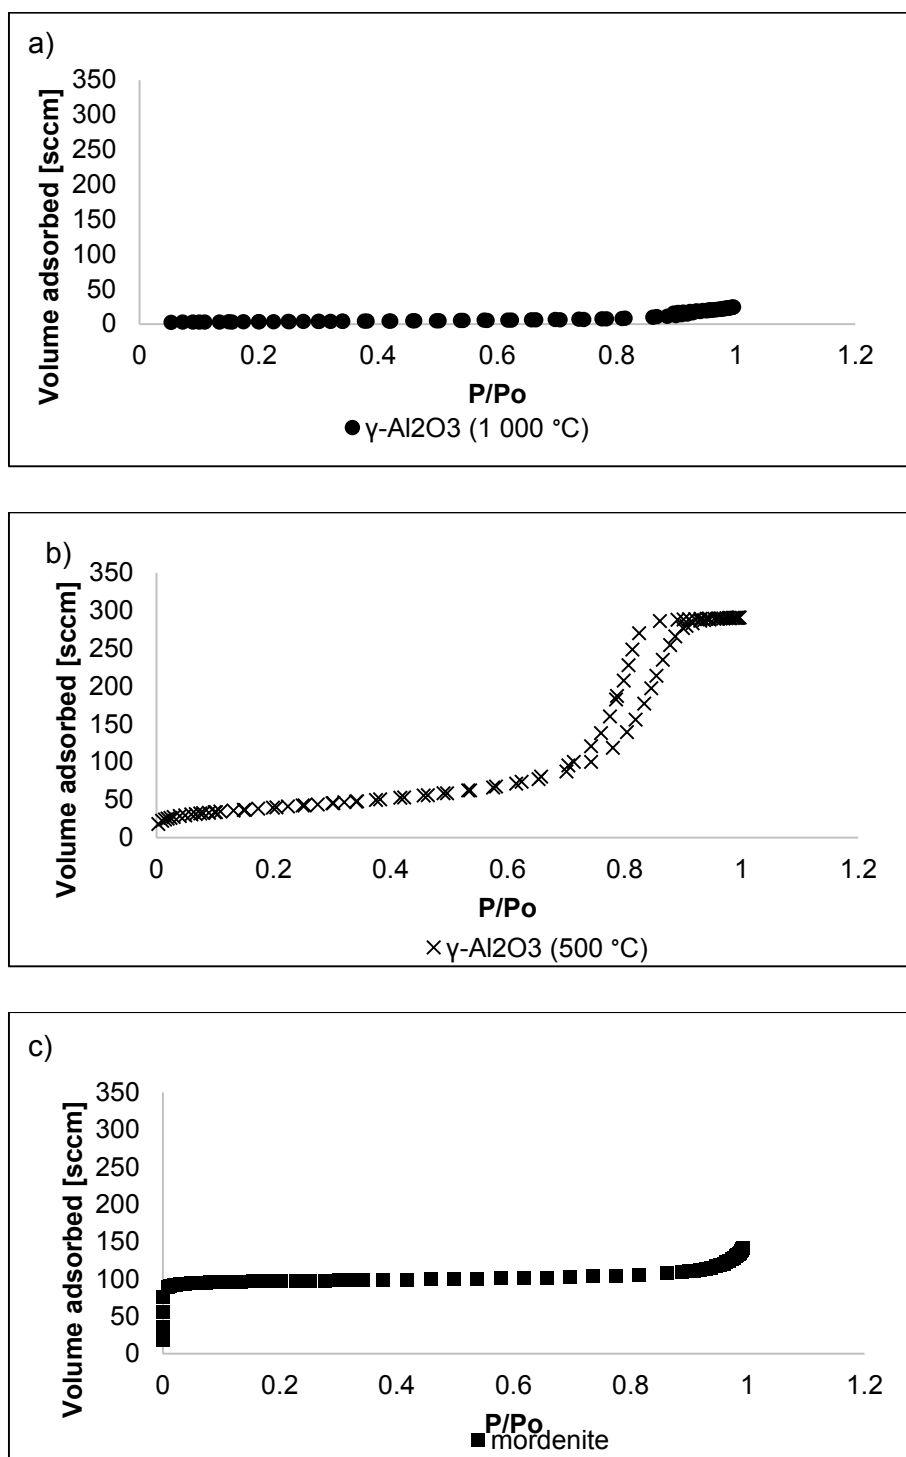 a)
Volume adsorbed [sccm]
350
300
250
200
150
100
50
0
0 0.2 0.4 0.6 0.8 1 1.2
P/Po
γ-Al2O3 (1 000 °C)
b)
Volume adsorbed [sccm]
350
300
250
200
150
100
50
0
0 0.2 0.4 0.6 0.8 1 1.2
P/Po
γ-Al2O3 (500 °C)
c)
Volume adsorbed [sccm]
350
300
250
200
150
100
50
0
0 0.2 0.4 0.6 0.8 1 1.2
P/Po
mordenite